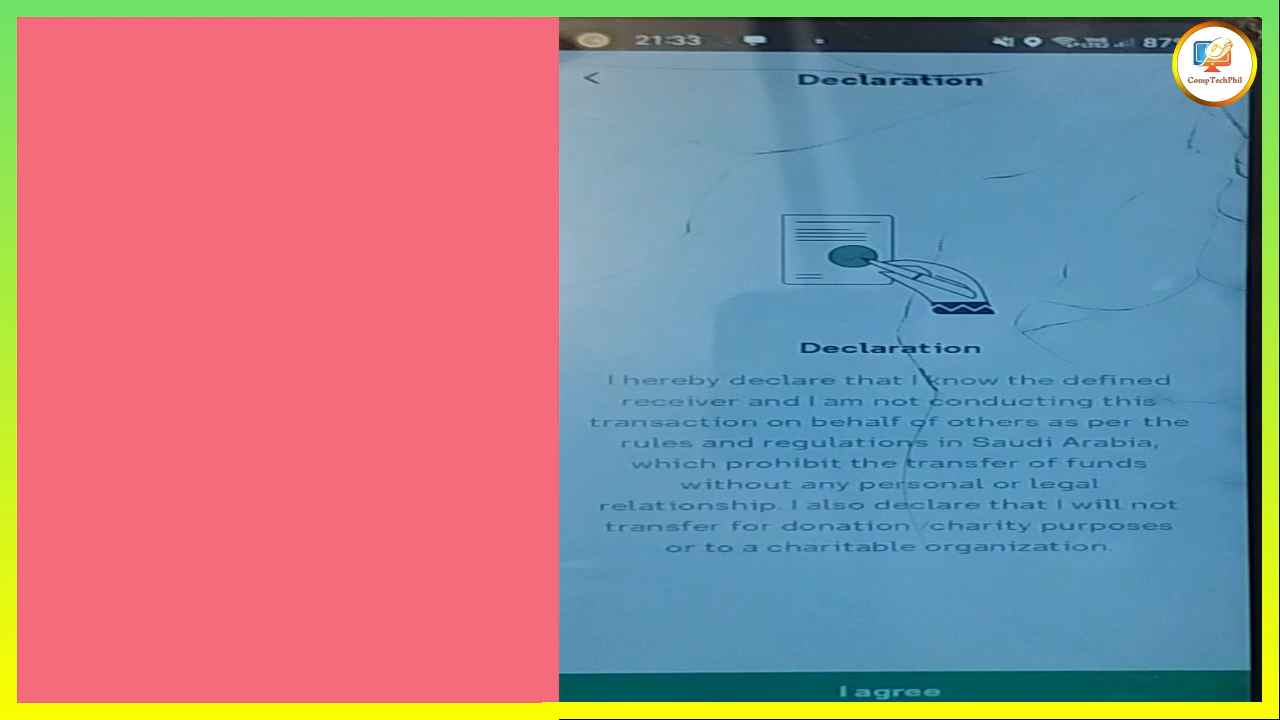 21:33
87
CompTechPhil
Declaration
Declaration
I hereby declare that I know the defined
receiver and I am not conducting this
transaction on behalf of others as per the
rules and regulations in Saudi Arabia,
which prohibit the transfer of funds
without any personal or legal
relationship. I also declare that I will not
transfer for donation /charity purposes
or to a charitable organization.
I agree